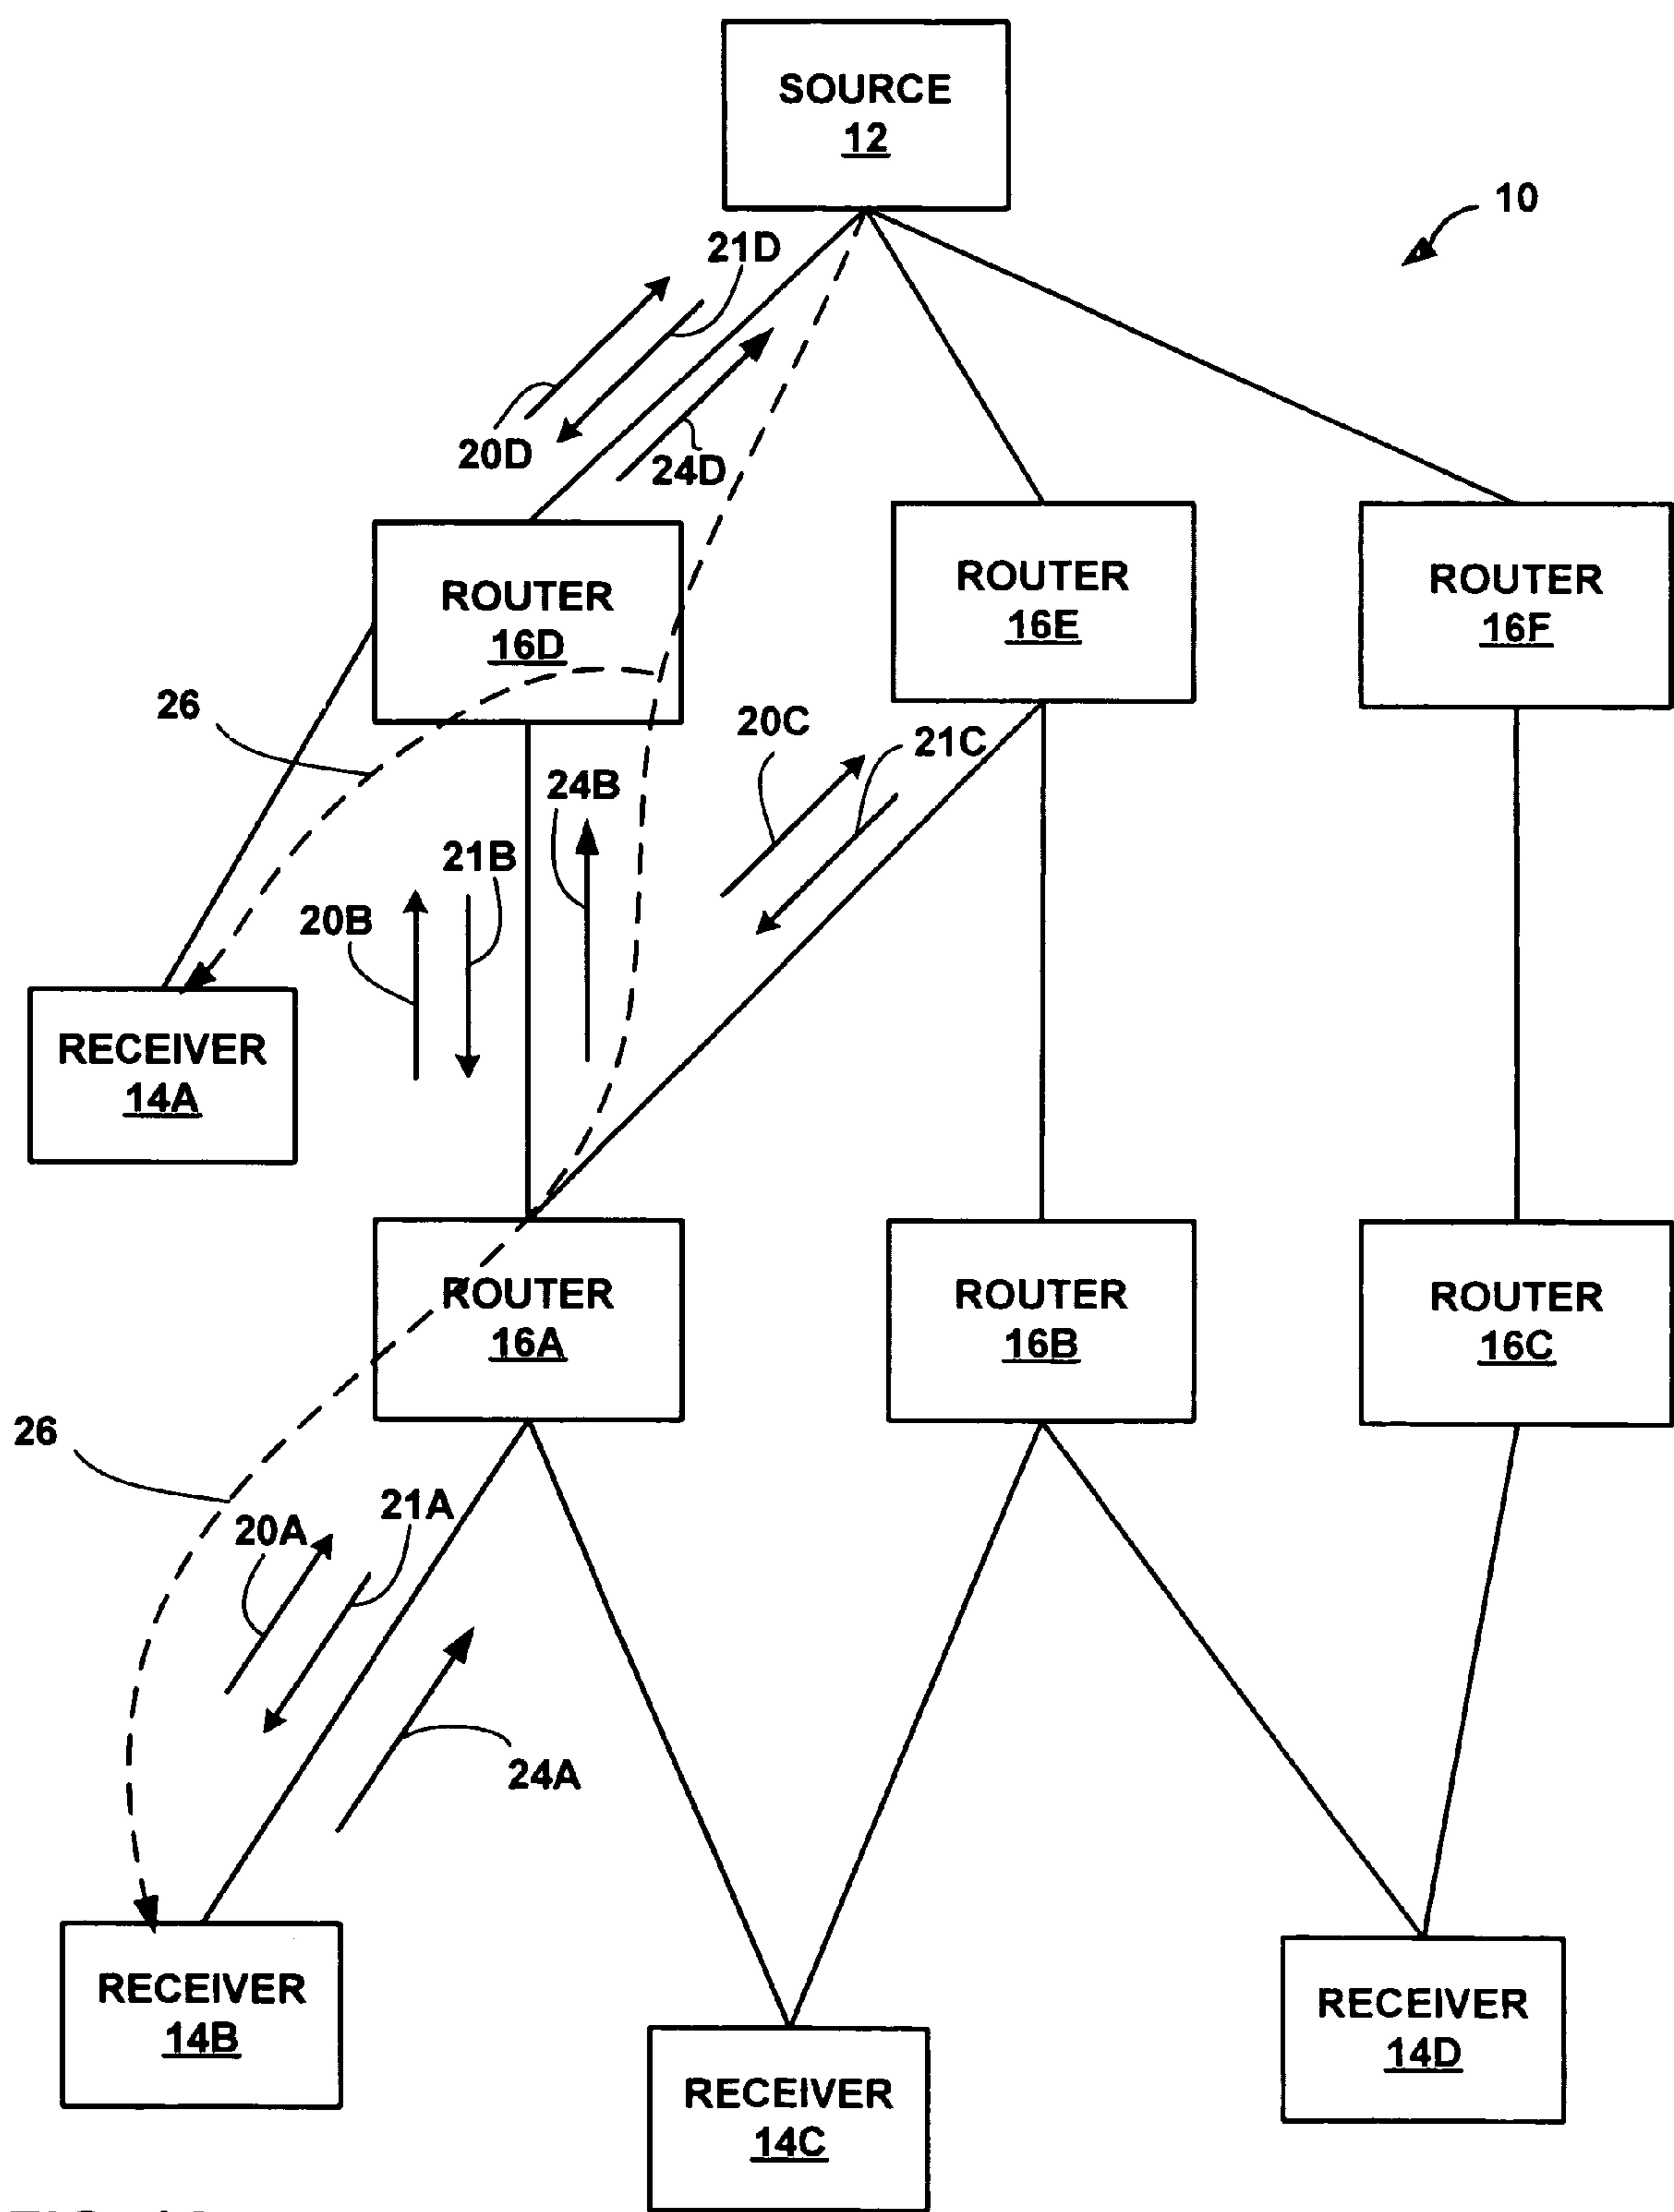 SOURCE
12
10
21D
20D
24D
ROUTER
16D
ROUTER
16E
ROUTER
16F
26
20C
21C
24B
21B
20B
RECEIVER
14A
ROUTER
16A
ROUTER
16B
ROUTER
16C
26
20A
21A
24A
RECEIVER
14B
RECEIVER
14C
RECEIVER
14D